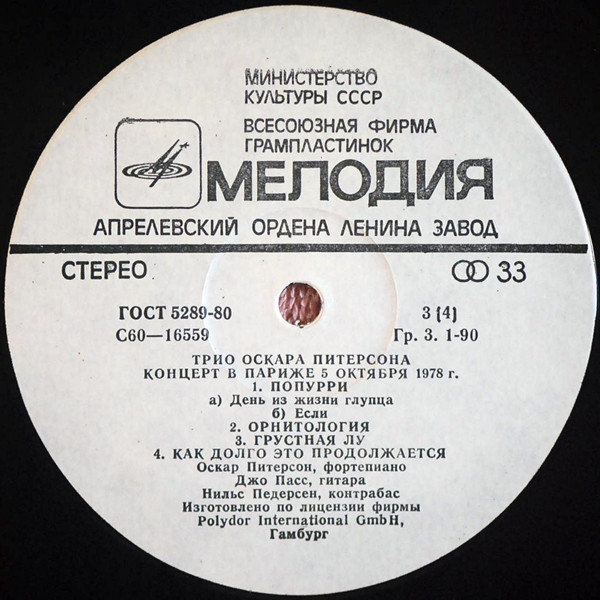 МИНИСТЕРСТВО
КУЛЬТУРЫ СССР
ВСЕСОЮЗНАЯ ФИРМА
ГРАМПЛАСТИНОК
МЕЛОДИЯ
АПРЕЛЕВСКИЙ ОРДЕНА ЛЕНИНА ЗАВОД
СТЕРЕО 33
ГОСТ 5289-80 3 (4)
С60—16559 Гр. 3. 1-90
ТРИО ОСКАРА ПИТЕРСОНА
КОНЦЕРТ В ПАРИЖЕ 5 ОКТЯБРЯ 1978 г.
1. ПОПУРРИ
а) День из жизни глупца
б) Если
2. ОРНИТОЛОГИЯ
3. ГРУСТНАЯ ЛУ
4. КАК ДОЛГО ЭТО ПРОДОЛЖАЕТСЯ
Оскар Питерсон, фортепиано
Джо Пасс, гитара
Нильс Педерсен, контрабас
Изготовлено по лицензии фирмы
Polydor International GmbH,
Гамбург